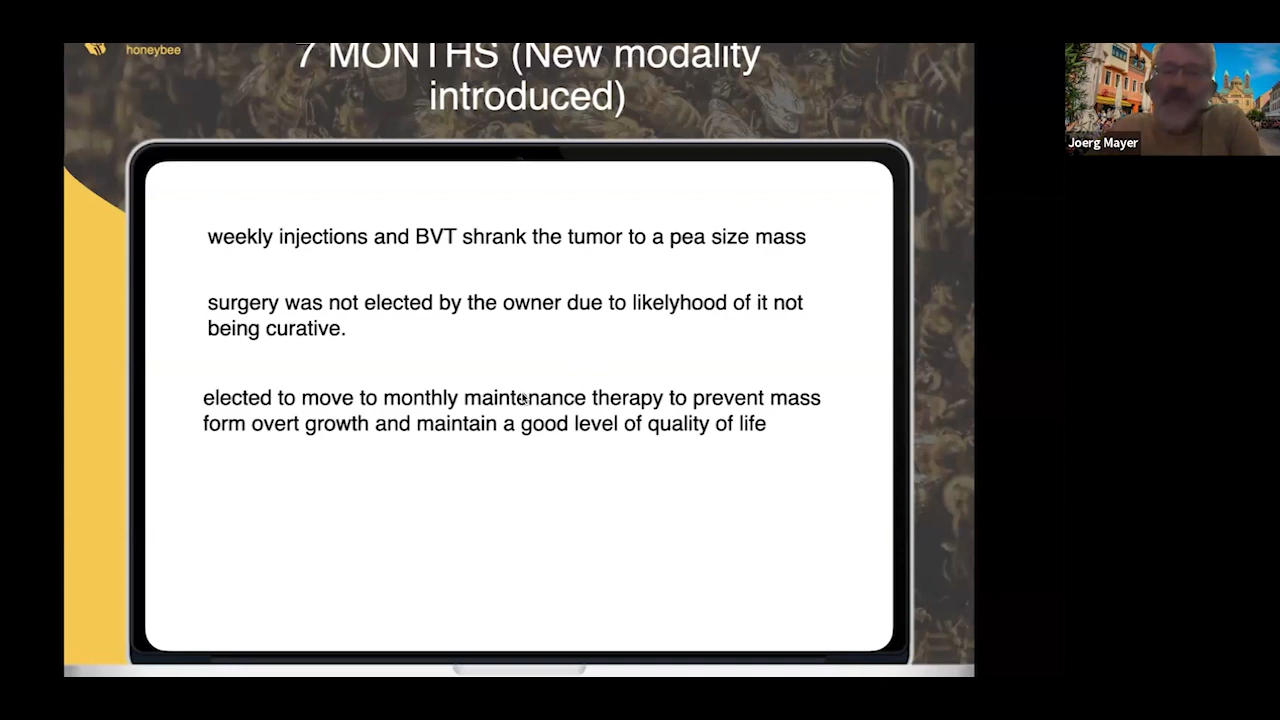 honeybee
7 MONTHS (New modality
introduced)
Joerg Mayer
weekly injections and BVT shrank the tumor to a pea size mass
surgery was not elected by the owner due to likelyhood of it not
being curative.
elected to move to monthly maintenance therapy to prevent mass
form overt growth and maintain a good level of quality of life